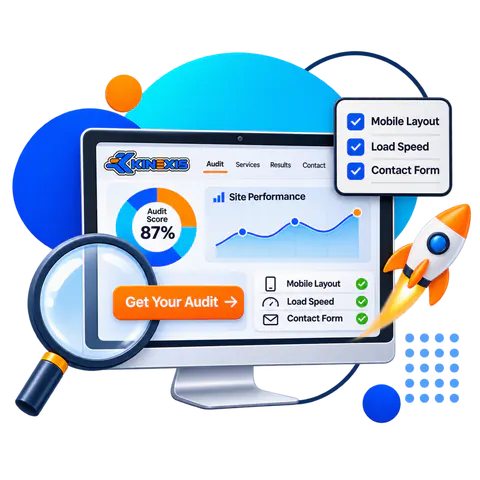 Mobile Layout
Load Speed
Contact Form
KINEXIS
Audit Services Results Contact
Audit
Score
87%
Site Performance
Get Your Audit →
Mobile Layout
Load Speed
Contact Form